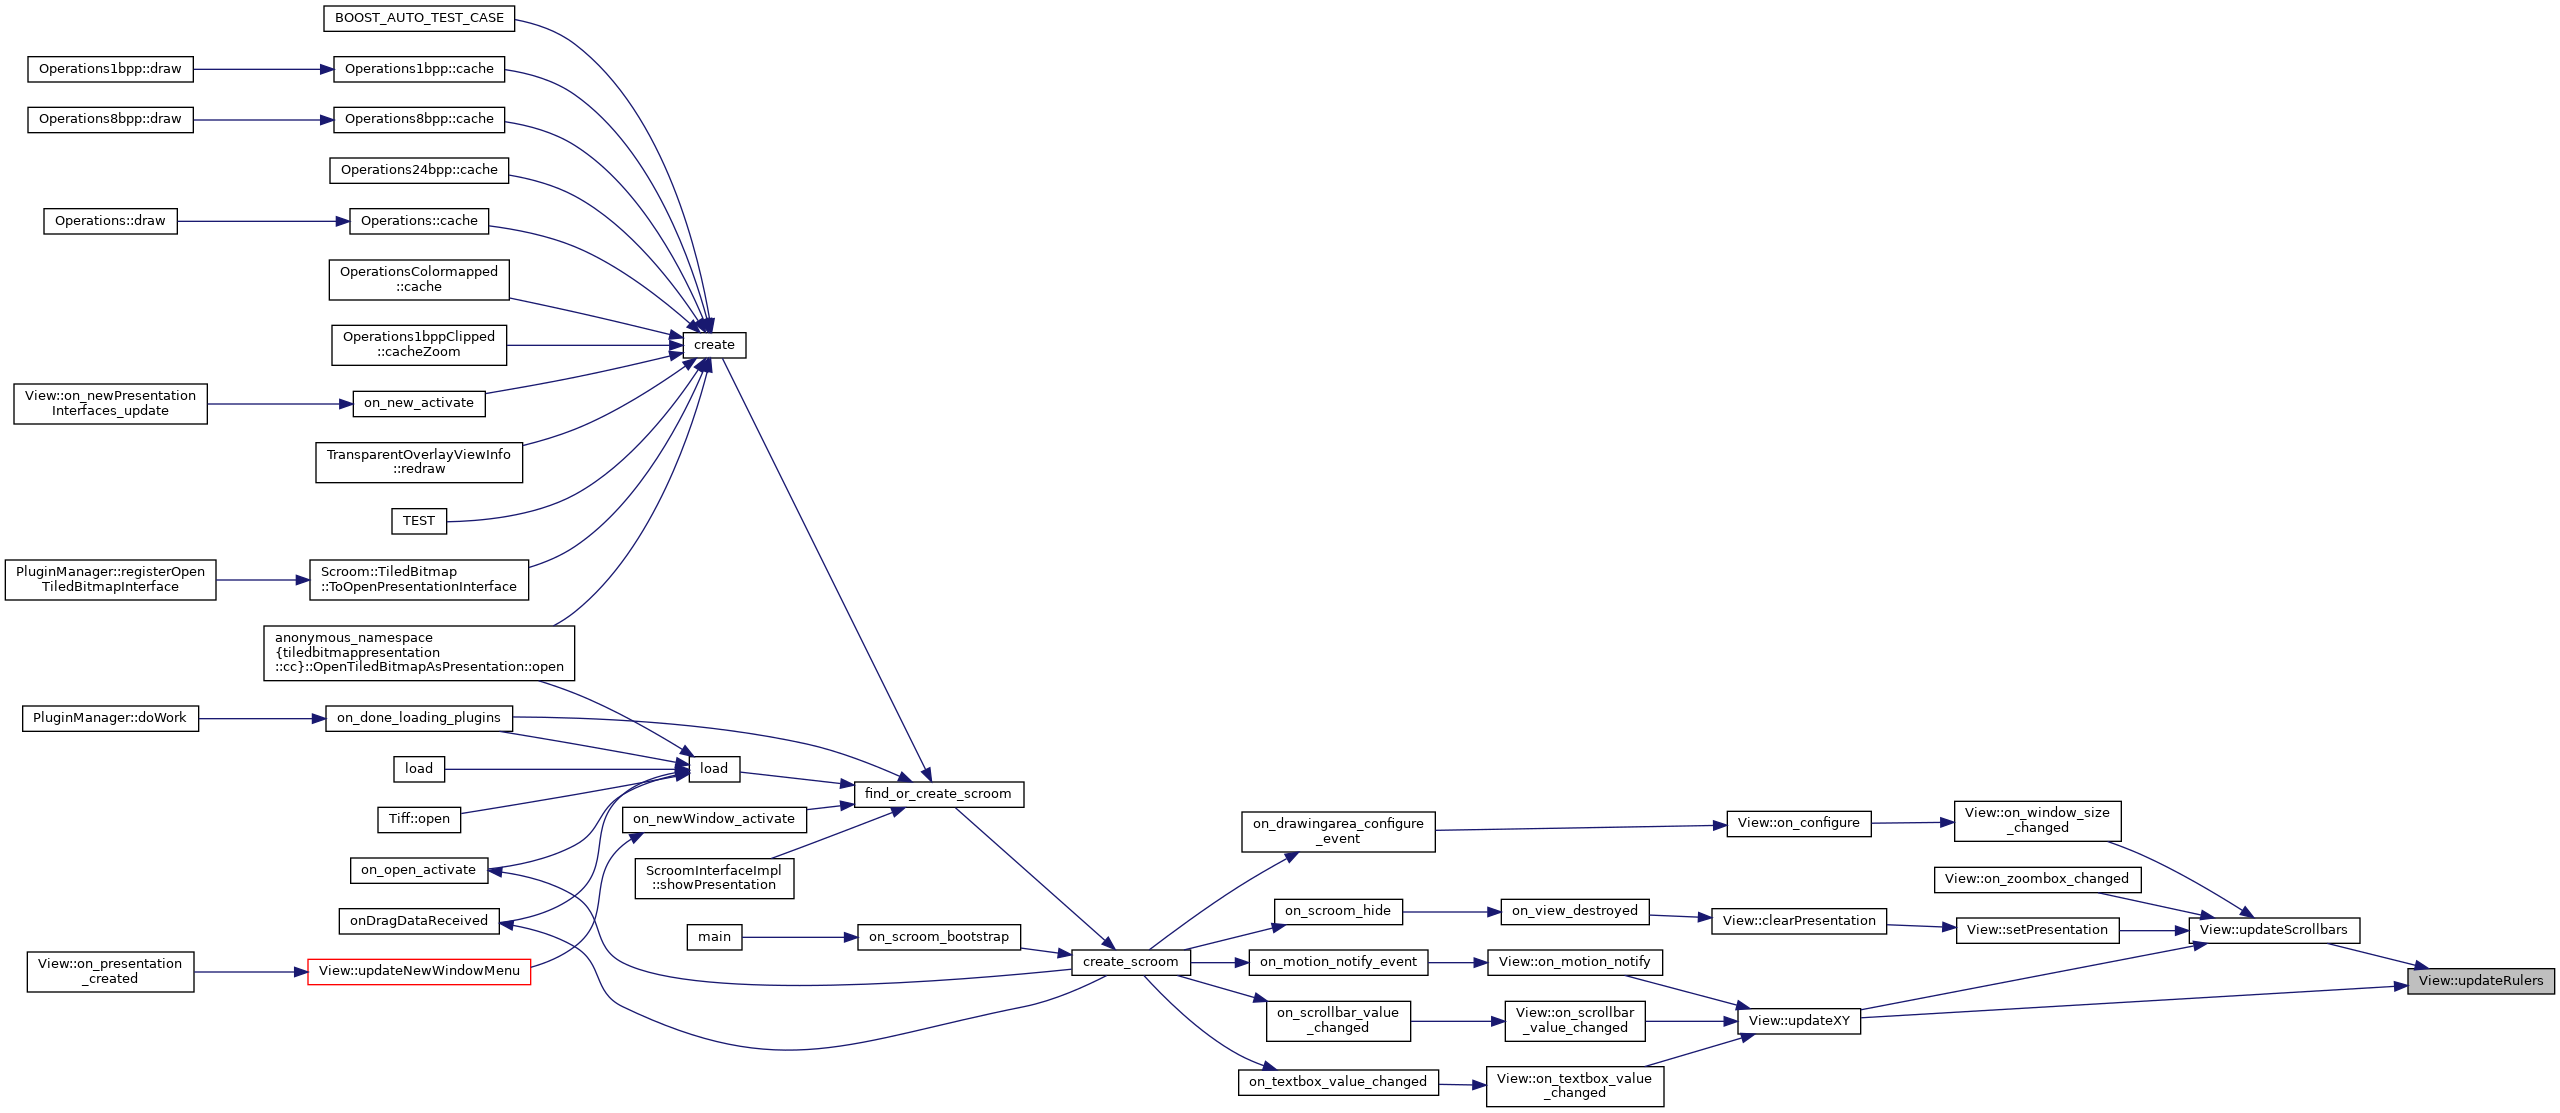 BOOST_AUTO_TEST_CASE
Operations1bpp::draw
Operations1bpp::cache
Operations8bpp::draw
Operations8bpp::cache
Operations24bpp::cache
Operations::draw
Operations::cache
OperationsColormapped
::cache
Operations1bppClipped
::cacheZoom
create
View::on_newPresentation
Interfaces_update
on_new_activate
TransparentOverlayViewInfo
::redraw
TEST
PluginManager::registerOpen
TiledBitmapInterface
Scroom::TiledBitmap
::ToOpenPresentationInterface
anonymous_namespace
{tiledbitmappresentation
::cc}::OpenTiledBitmapAsPresentation::open
PluginManager::doWork
on_done_loading_plugins
load
load
find_or_create_scroom
Tiff::open
on_newWindow_activate
on_open_activate
ScroomInterfaceImpl
::showPresentation
onDragDataReceived
main
on_scroom_bootstrap
View::on_presentation
_created
View::updateNewWindowMenu
create_scroom
on_drawingarea_configure
_event
View::on_configure
View::on_window_size
_changed
View::on_zoombox_changed
on_scroom_hide
on_view_destroyed
View::clearPresentation
View::setPresentation
View::updateScrollbars
on_motion_notify_event
View::on_motion_notify
View::updateRulers
on_scrollbar_value
_changed
View::on_scrollbar
_value_changed
View::updateXY
on_textbox_value_changed
View::on_textbox_value
_changed